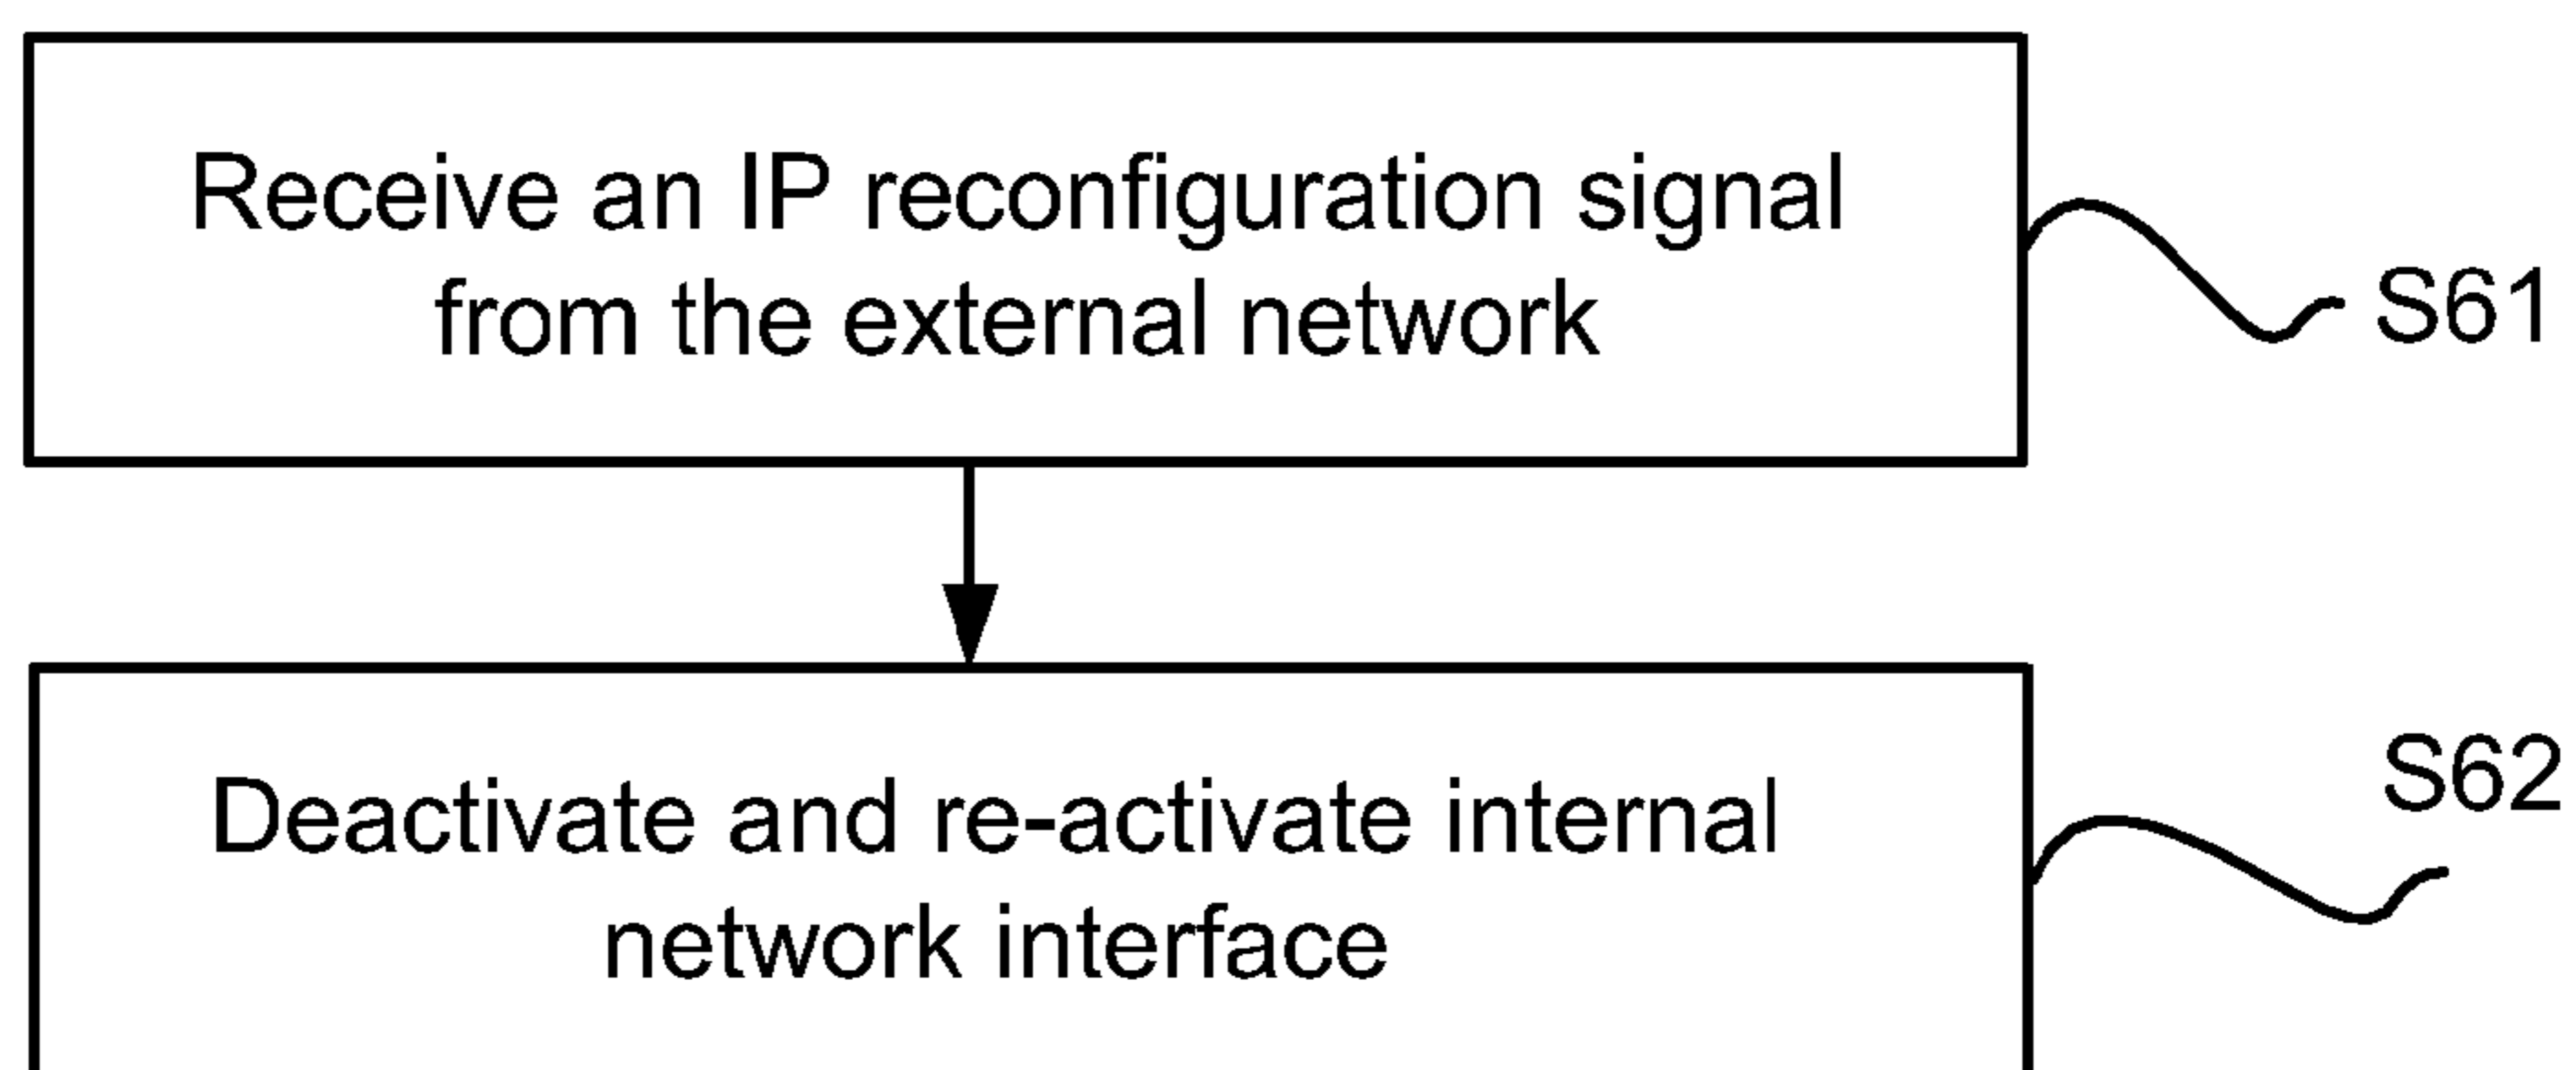 Receive an IP reconfiguration signal
from the external network
S61
S62
Deactivate and re-activate internal
network interface